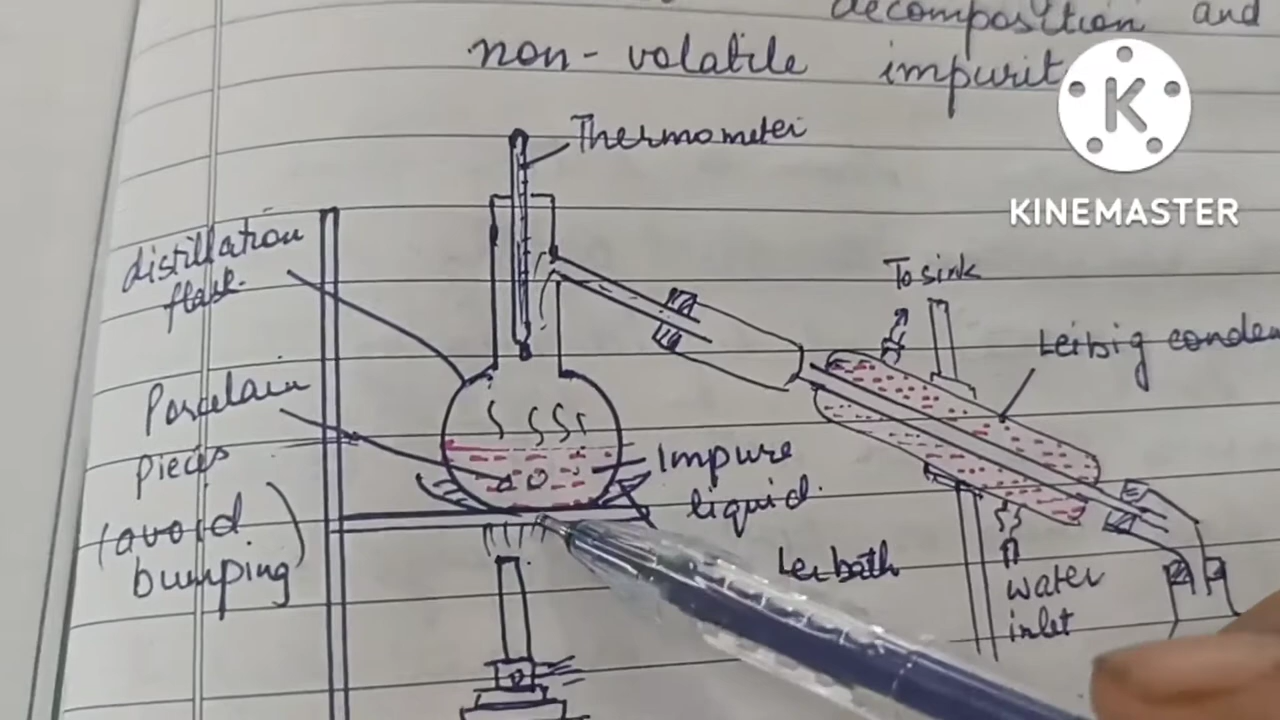 decomposition and
non-volatile impurit
KINEMASTER
Thermometer
distillation
flask.
To sink
Leibig conden
Porcelain
pieces
(avoid
bumping)
Impure
liquid.
water
inlet